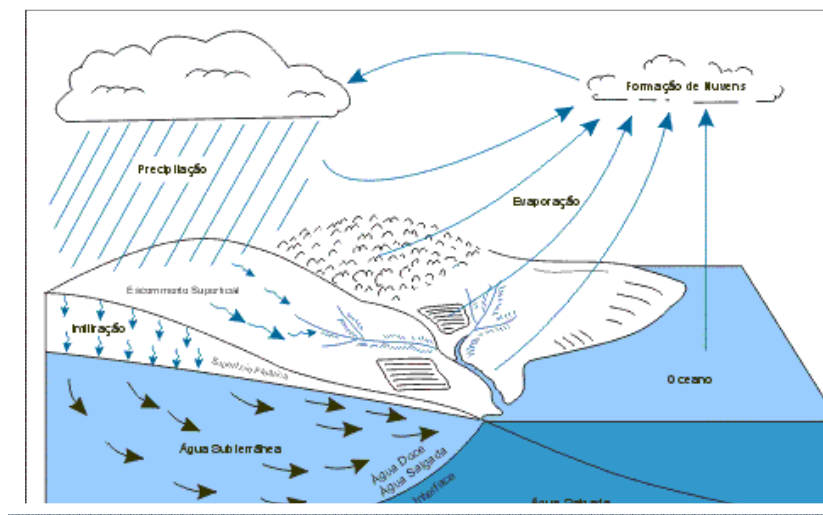 Formação de Nuvens
Precipitação
Evaporação
Escorrimento Superficial
Infiltração
Superfície Freática
Oceano
Água Subterrânea
Água Doce
Água Salgada
Interface
Água Salgada